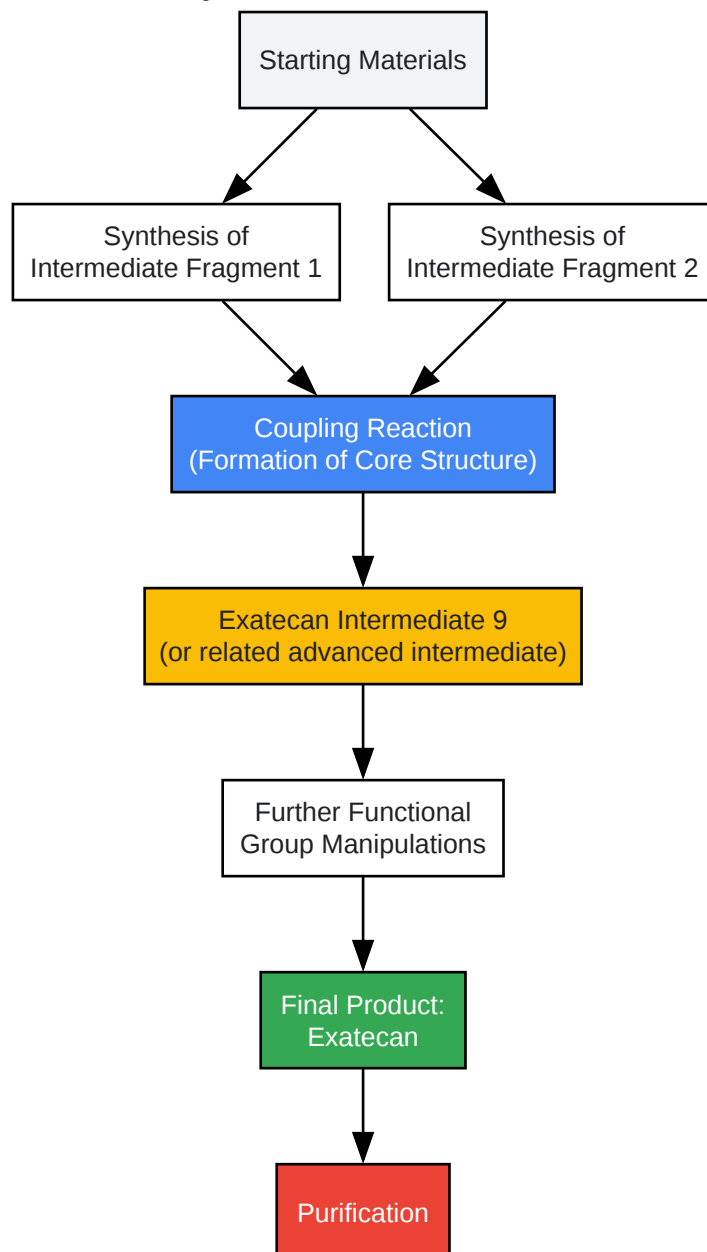 Starting Materials
Synthesis of
Intermediate Fragment 1
Synthesis of
Intermediate Fragment 2
Coupling Reaction
(Formation of Core Structure)
Exatecan Intermediate 9
(or related advanced intermediate)
Further Functional
Group Manipulations
Final Product:
Exatecan
Purification